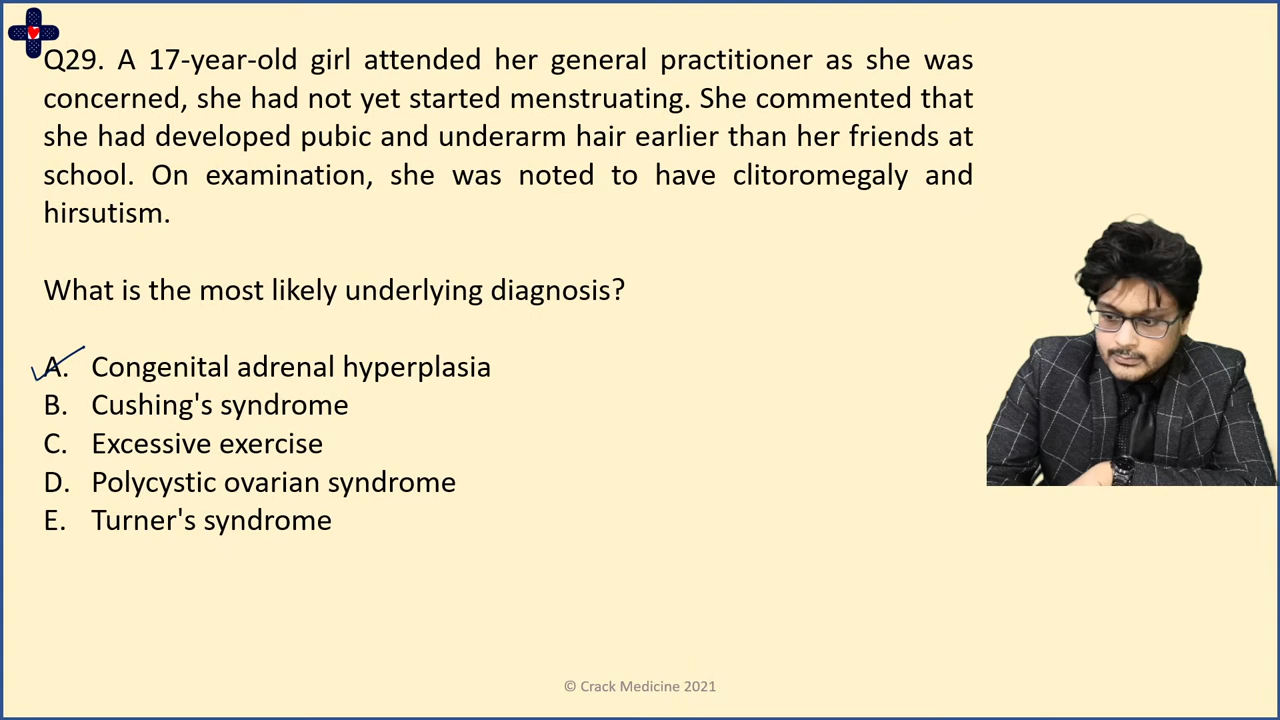 Q29. A 17-year-old girl attended her general practitioner as she was
concerned, she had not yet started menstruating. She commented that
she had developed pubic and underarm hair earlier than her friends at
school. On examination, she was noted to have clitoromegaly and
hirsutism.
What is the most likely underlying diagnosis?
A. Congenital adrenal hyperplasia
B. Cushing's syndrome
C. Excessive exercise
D. Polycystic ovarian syndrome
E. Turner's syndrome
© Crack Medicine 2021